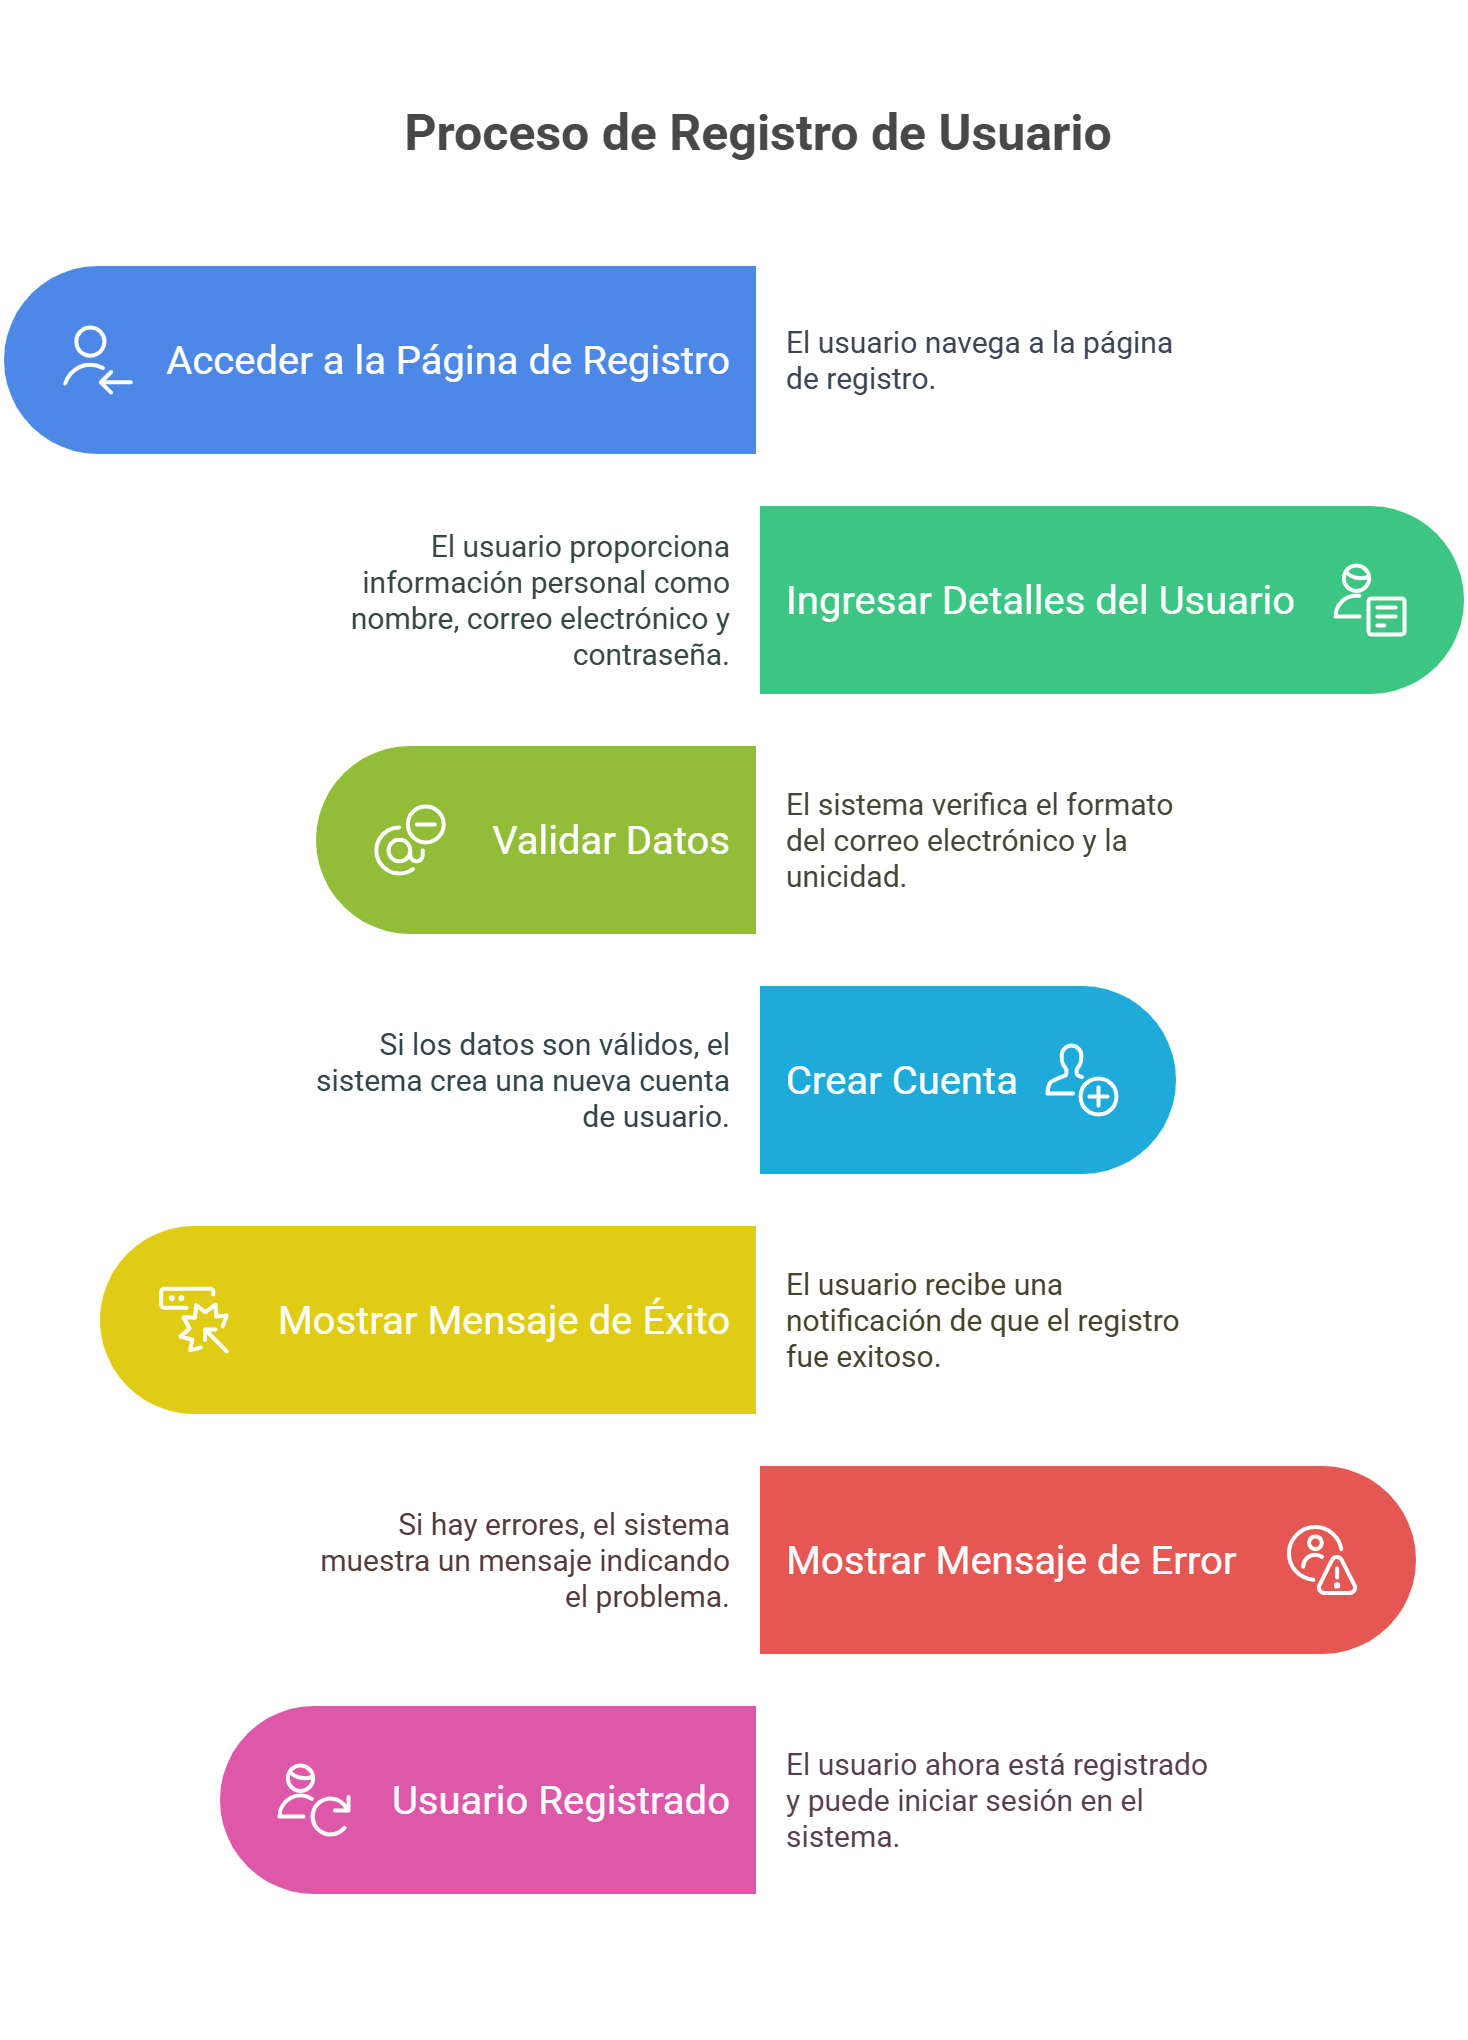 Proceso de Registro de Usuario
Acceder a la Página de Registro
El usuario navega a la página
de registro.
El usuario proporciona
información personal como
nombre, correo electrónico y
contraseña.
Ingresar Detalles del Usuario
Validar Datos
El sistema verifica el formato
del correo electrónico y la
unicidad.
Si los datos son válidos, el
sistema crea una nueva cuenta
de usuario.
Crear Cuenta
Mostrar Mensaje de Éxito
El usuario recibe una
notificación de que el registro
fue exitoso.
Si hay errores, el sistema
muestra un mensaje indicando
el problema.
Mostrar Mensaje de Error
Usuario Registrado
El usuario ahora está registrado
y puede iniciar sesión en el
sistema.